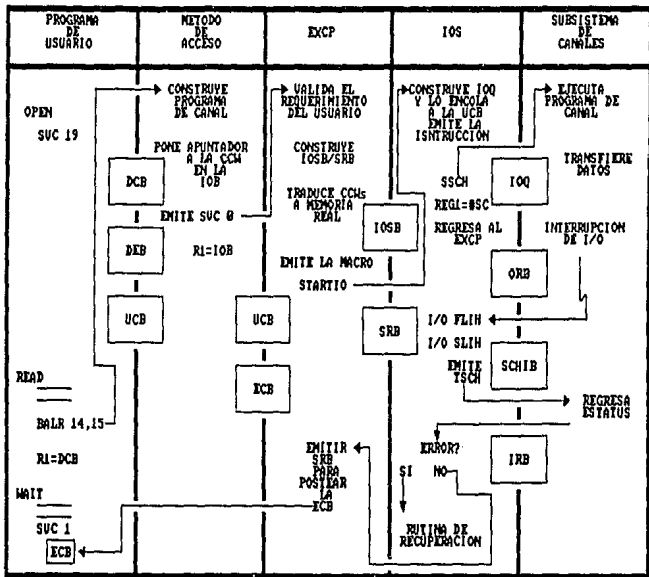 PROGRAMA
DE
USUARIO
METODO
DE
ACCESO
EXCP
IOS
SUBSISTEMA
DE
CANALES
OPEN
SVC 19
READ
BALR 14,15
R1=DCB
WAIT
SVC 1
ECB
DCB
DEB
UCB
CONSTRUYE
PROGRAMA
DE CANAL
PONE APUNTADOR
A LA CCW
EN LA
IOB
EMITE SVC 0
R1=IOB
UCB
ECB
VALIDA EL
REQUERIMIENTO
DEL USUARIO
CONSTRUYE
IOSB/SRB
TRADUCE CCWs
A MEMORIA
REAL
EMITE LA MACRO
STARTIO
EMITIR
SRB
PARA
POSTEAR
LA
ECB
IOSB
SRB
CONSTRUYE IOQ
Y LO ENCOLA
A LA UCB
EMITE LA
ISNTRUCCIÓN
SSCH
REG1=#SC
REGRESA AL
EXCP
I/O FLIH
I/O SLIH
EMITE
TSCH
ERROR?
SI NO
RUTINA DE
RECUPERACION
IOQ
ORB
SCHIB
IRB
EJECUTA
PROGRAMA DE
CANAL
TRANSFIERE
DATOS
INTERRUPCION
DE I/O
REGRESA
ESTATUS